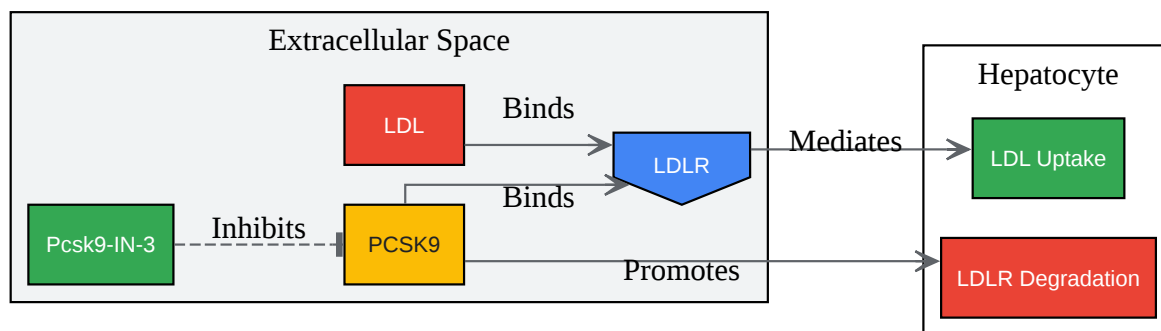 Extracellular Space
Hepatocyte
LDL
Binds
LDLR
Mediates
LDL Uptake
Binds
Pcsk9-IN-3
Inhibits
PCSK9
Promotes
LDLR Degradation